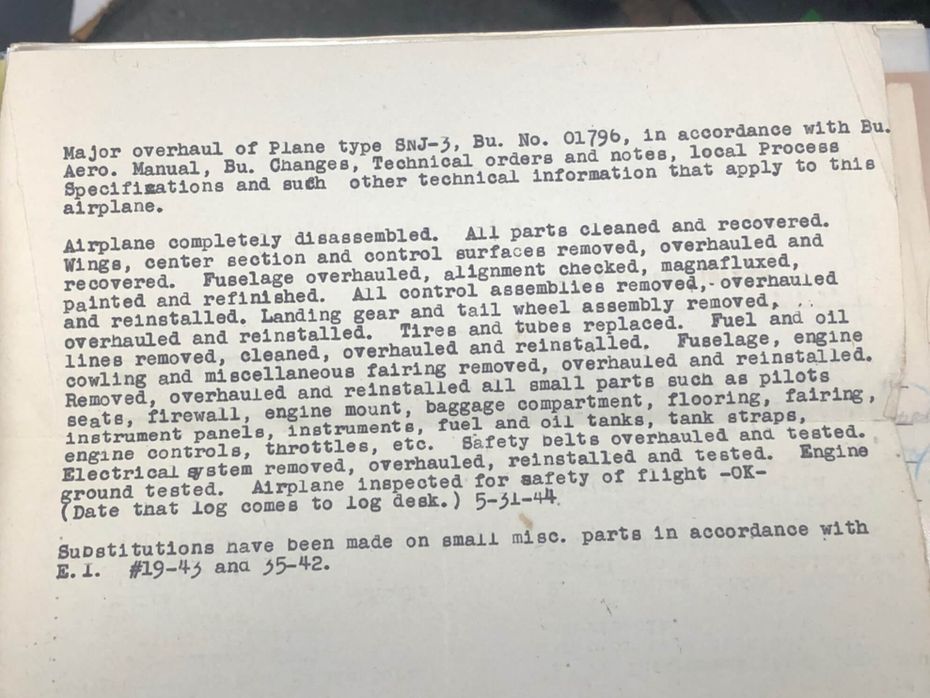 Major overhaul of Plane type SNJ-3, Bu. No. 01796, in accordance with Bu.
Aero. Manual, Bu. Changes, Technical orders and notes, local Process
Specifications and such other technical information that apply to this
airplane.
Airplane completely disassembled. All parts cleaned and recovered.
Wings, center section and control surfaces removed, overhauled and
recovered. Fuselage overhauled, alignment checked, magnafluxed,
painted and refinished. All control assemblies removed, overhauled
and reinstalled. Landing gear and tail wheel assembly removed,
overhauled and reinstalled. Tires and tubes replaced. Fuel and oil
lines removed, cleaned, overhauled and reinstalled. Fuselage, engine
cowling and miscellaneous fairing removed, overhauled and reinstalled.
Removed, overhauled and reinstalled all small parts such as pilots
seats, firewall, engine mount, baggage compartment, flooring, fairing,
instrument panels, instruments, fuel and oil tanks, tank straps,
engine controls, throttles, etc. Safety belts overhauled and tested.
Electrical system removed, overhauled, reinstalled and tested. Engine
ground tested. Airplane inspected for safety of flight -OK-
(Date that log comes to log desk.) 5-31-44.
Substitutions have been made on small misc. parts in accordance with
E.I. #19-43 and 35-42.